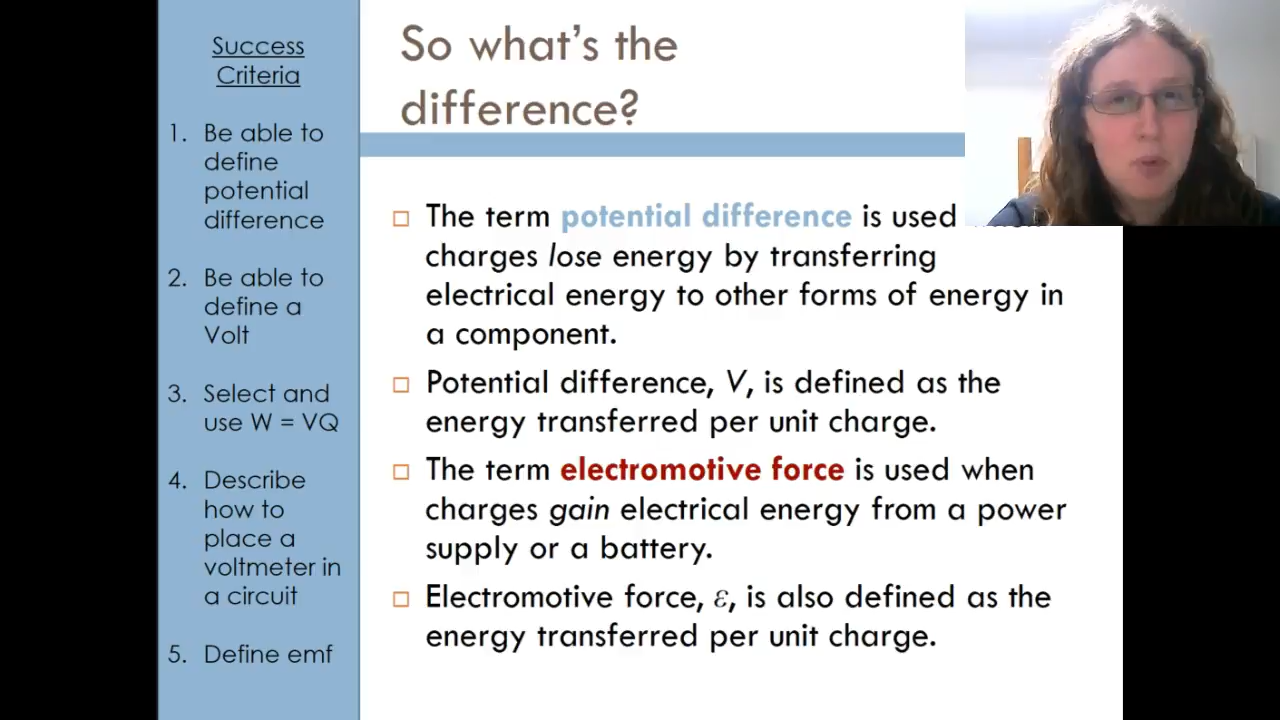 Success
Criteria
1. Be able to
define
potential
difference
2. Be able to
define a
Volt
3. Select and
use W = VQ
4. Describe
how to
place a
voltmeter in
a circuit
5. Define emf
So what's the
difference?
The term potential difference is used
charges lose energy by transferring
electrical energy to other forms of energy in
a component.
Potential difference, V, is defined as the
energy transferred per unit charge.
The term electromotive force is used when
charges gain electrical energy from a power
supply or a battery.
Electromotive force, ε, is also defined as the
energy transferred per unit charge.